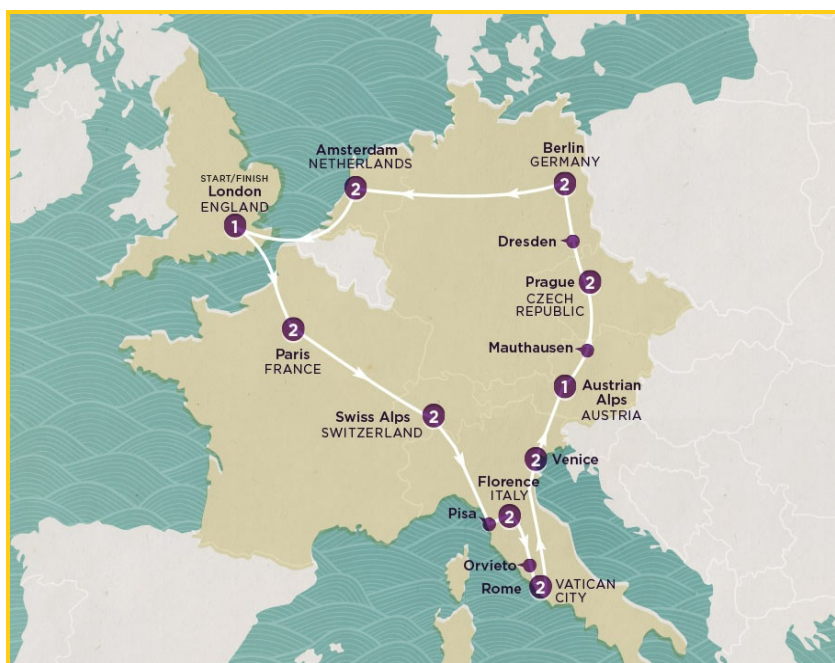 Amsterdam
NETHERLANDS
2
Berlin
GERMANY
2
START/FINISH
London
ENGLAND
1
Dresden
Prague
CZECH
REPUBLIC
2
2
Paris
FRANCE
Mauthausen
1
Austrian
Alps
AUSTRIA
Swiss Alps
SWITZERLAND
2
2
Venice
Florence
ITALY
2
Pisa
Orvieto
Rome
2
VATICAN
CITY